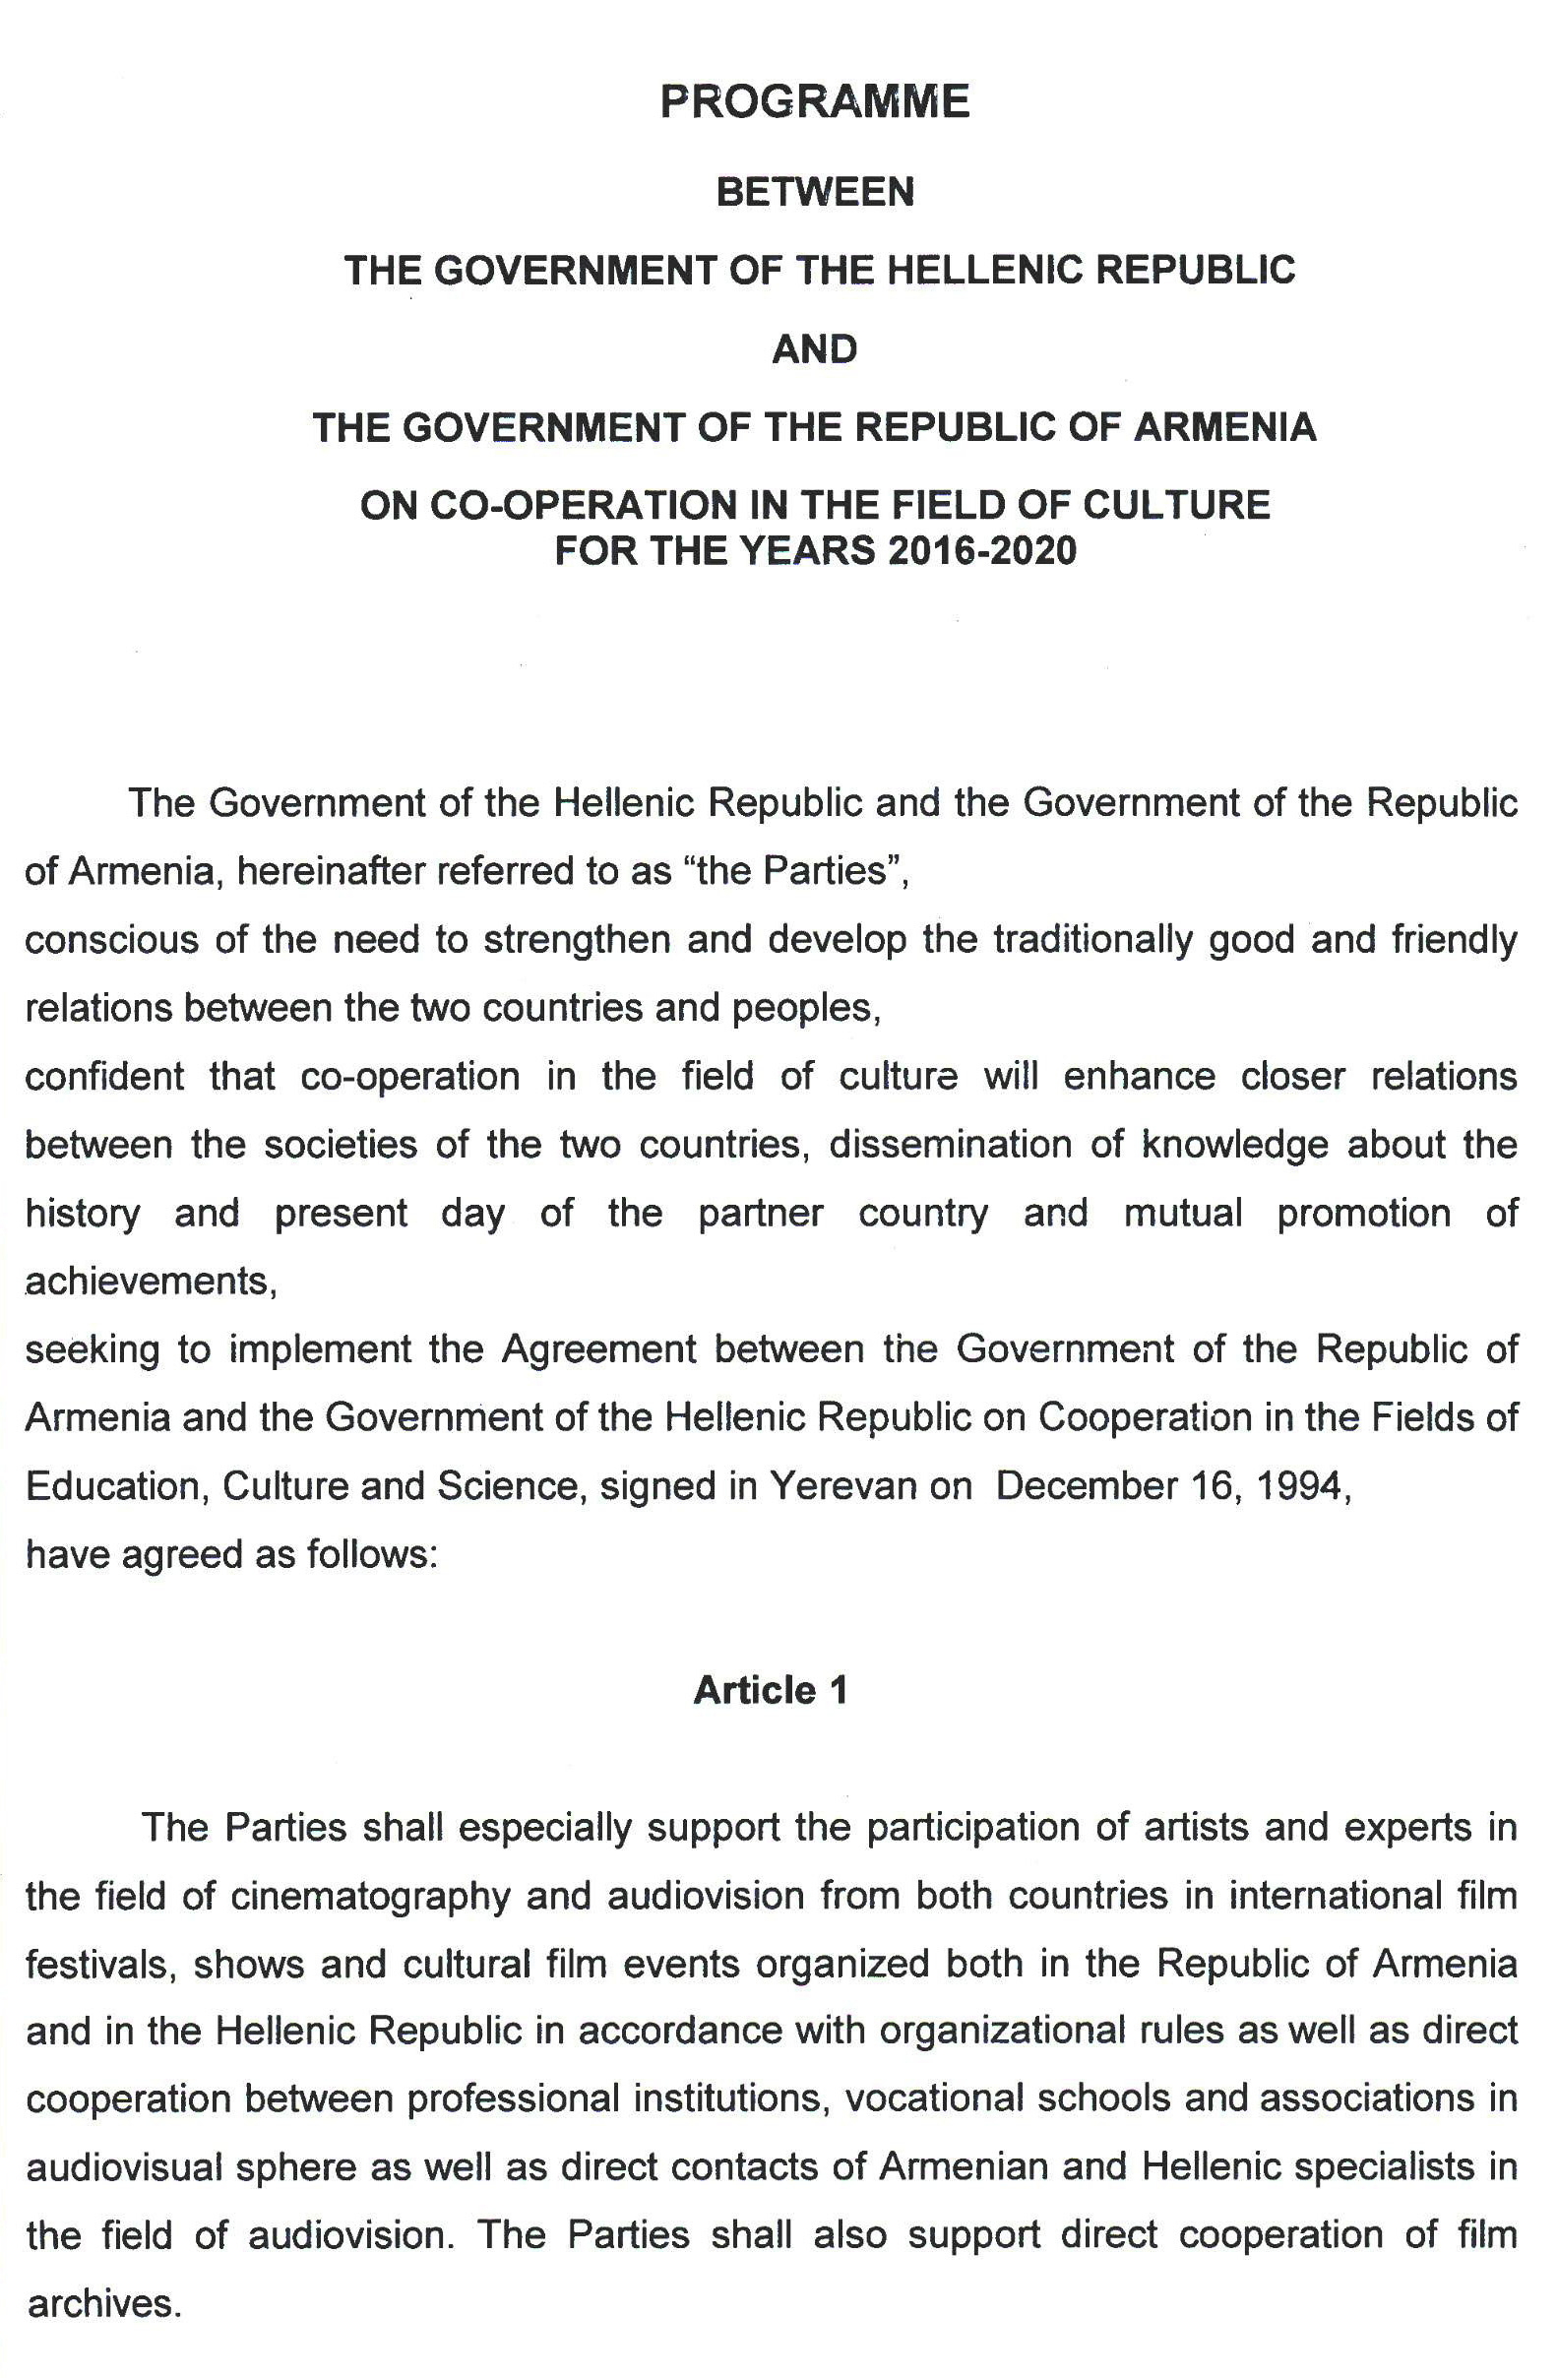 PROGRAMME
BETWEEN
THE GOVERNMENT OF THE HELLENIC REPUBLIC
AND
THE GOVERNMENT OF THE REPUBLIC OF ARMENIA
ON CO-OPERATION IN THE FIELD OF CULTURE
FOR THE YEARS 2016-2020
The Government of the Hellenic Republic and the Government of the Republic
of Armenia, hereinafter referred to as “the Parties”,
conscious of the need to strengthen and develop the traditionally good and friendly
relations between the two countries and peoples,
confident that co-operation in the field of culture will enhance closer relations
between the societies of the two countries, dissemination of knowledge about the
history and present day of the partner country and mutual promotion of
achievements,
seeking to implement the Agreement between the Government of the Republic of
Armenia and the Government of the Hellenic Republic on Cooperation in the Fields of
Education, Culture and Science, signed in Yerevan on December 16, 1994,
have agreed as follows:
Article 1
The Parties shall especially support the participation of artists and experts in
the field of cinematography and audiovision from both countries in international film
festivals, shows and cultural film events organized both in the Republic of Armenia
and in the Hellenic Republic in accordance with organizational rules as well as direct
cooperation between professional institutions, vocational schools and associations in
audiovisual sphere as well as direct contacts of Armenian and Hellenic specialists in
the field of audiovision. The Parties shall also support direct cooperation of film
archives.